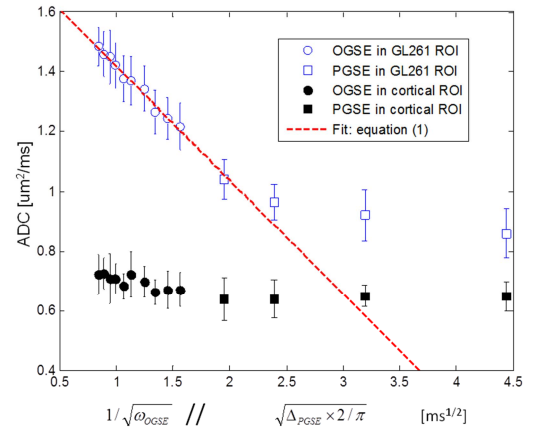 1.6
1.4
1.2
1
0.8
0.6
0.4
ADC [um²/ms]
OGSE in GL261 ROI
PGSE in GL261 ROI
OGSE in cortical ROI
PGSE in cortical ROI
Fit: equation (1)
0.5 1 1.5 2 2.5 3 3.5 4 4.5
1/√ω_OGSE // √Δ_PGSE × 2/π [ms^1/2]